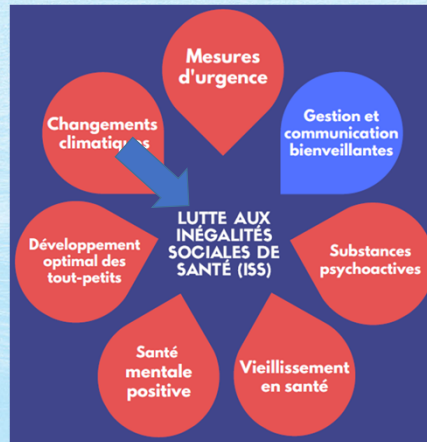 Mesures
d'urgence
Gestion et
communication
bienveillantes
Changements
climatiques
LUTTE AUX
INÉGALITÉS
SOCIALES DE
SANTÉ (ISS)
Développement
optimal des
tout-petits
Substances
psychoactives
Santé
mentale
positive
Vieillissement
en santé